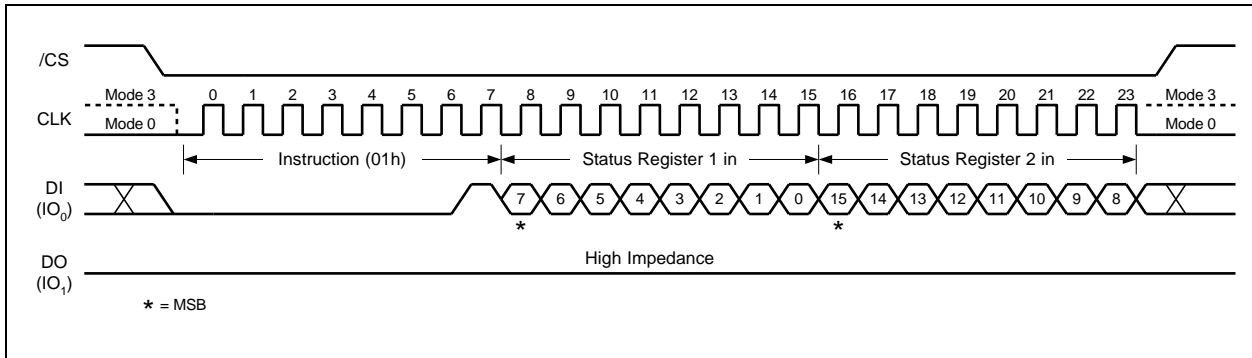 /CS
Mode 3 0 1 2 3 4 5 6 7 8 9 10 11 12 13 14 15 16 17 18 19 20 21 22 23 Mode 3
CLK Mode 0 Mode 0
Instruction (01h) Status Register 1 in Status Register 2 in
DI
(IO₀) 7 6 5 4 3 2 1 0 15 14 13 12 11 10 9 8
* *
DO High Impedance
(IO₁)
* = MSB